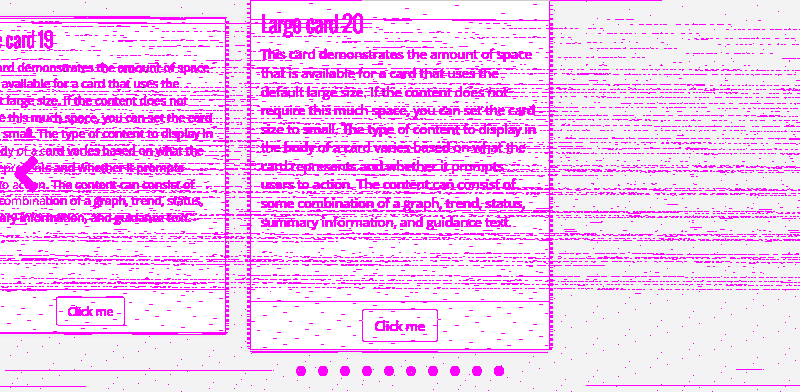 card 19
demonstrates the amount of space
available for a card that uses the
large size. If the content does not
this much space, you can set the card
small. The type of content to display in
of a card varies based on what the
and whether it prompts
The content can consist of
combination of a graph, trend, status,
information, and guidance text.
Click me
Large card 20
This card demonstrates the amount of space
that is available for a card that uses the
default large size. If the content does not
require this much space, you can set the card
size to small. The type of content to display in
the body of a card varies based on what the
card represents and whether it prompts
users to action. The content can consist of
some combination of a graph, trend, status,
summary information, and guidance text.
Click me